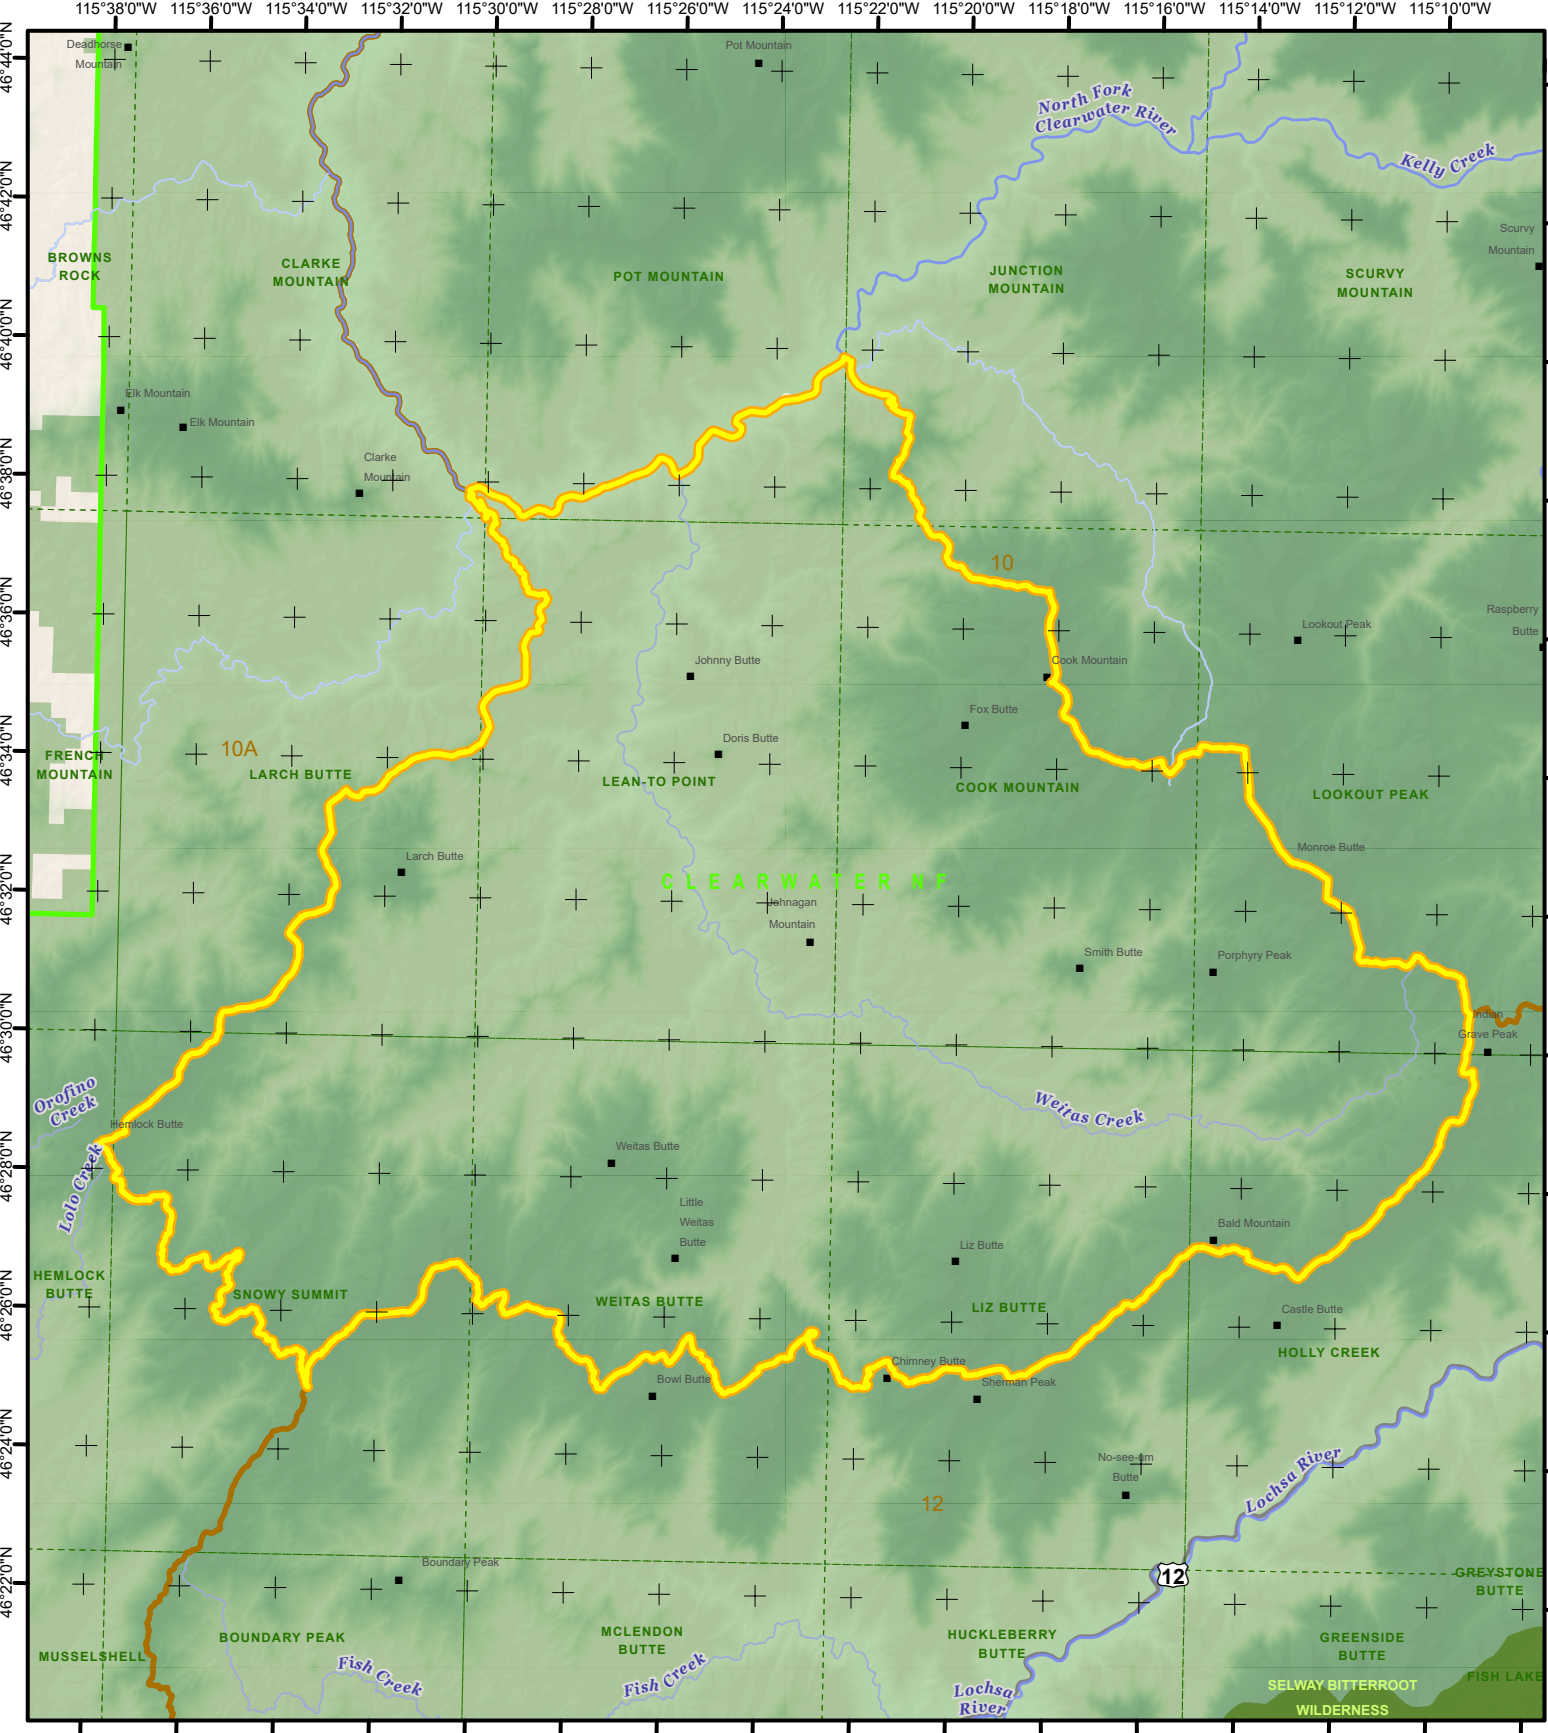 115°38'0"W 115°36'0"W 115°34'0"W 115°32'0"W 115°30'0"W 115°28'0"W 115°26'0"W 115°24'0"W 115°22'0"W 115°20'0"W 115°18'0"W 115°16'0"W 115°14'0"W 115°12'0"W 115°10'0"W
46°44'0"N
46°42'0"N
46°40'0"N
46°38'0"N
46°36'0"N
46°34'0"N
46°32'0"N
46°30'0"N
46°28'0"N
46°26'0"N
46°24'0"N
46°22'0"N
Deadhorse
Mountain
Pot Mountain
North Fork
Clearwater River
Kelly Creek
Scurvy
Mountain
BROWNS
ROCK
CLARKE
MOUNTAIN
POT MOUNTAIN
JUNCTION
MOUNTAIN
SCURVY
MOUNTAIN
Elk Mountain
Elk Mountain
Clarke
Mountain
10
Raspberry
Butte
Lookout Peak
Johnny Butte
Cook Mountain
Fox Butte
Doris Butte
10A
FRENCH
MOUNTAIN
LARCH BUTTE
LEAN-TO POINT
COOK MOUNTAIN
LOOKOUT PEAK
Monroe Butte
Larch Butte
CLEARWATER NF
Johnagan
Mountain
Smith Butte
Porphyry Peak
Indian
Grave Peak
Orofino
Creek
Weitas Creek
Hemlock Butte
Lolo Creek
Weitas Butte
Little
Weitas
Butte
Bald Mountain
Liz Butte
HEMLOCK
BUTTE
SNOWY SUMMIT
WEITAS BUTTE
LIZ BUTTE
Castle Butte
HOLLY CREEK
Chimney Butte
Bowl Butte
Sherman Peak
No-see-um
Butte
Lochsa River
12
12
Boundary Peak
GREYSTONE
BUTTE
BOUNDARY PEAK
MCLENDON
BUTTE
HUCKLEBERRY
BUTTE
GREENSIDE
BUTTE
MUSSELSHELL
Fish Creek
Fish Creek
Lochsa
River
FISH LAKE
SELWAY BITTERROOT
WILDERNESS